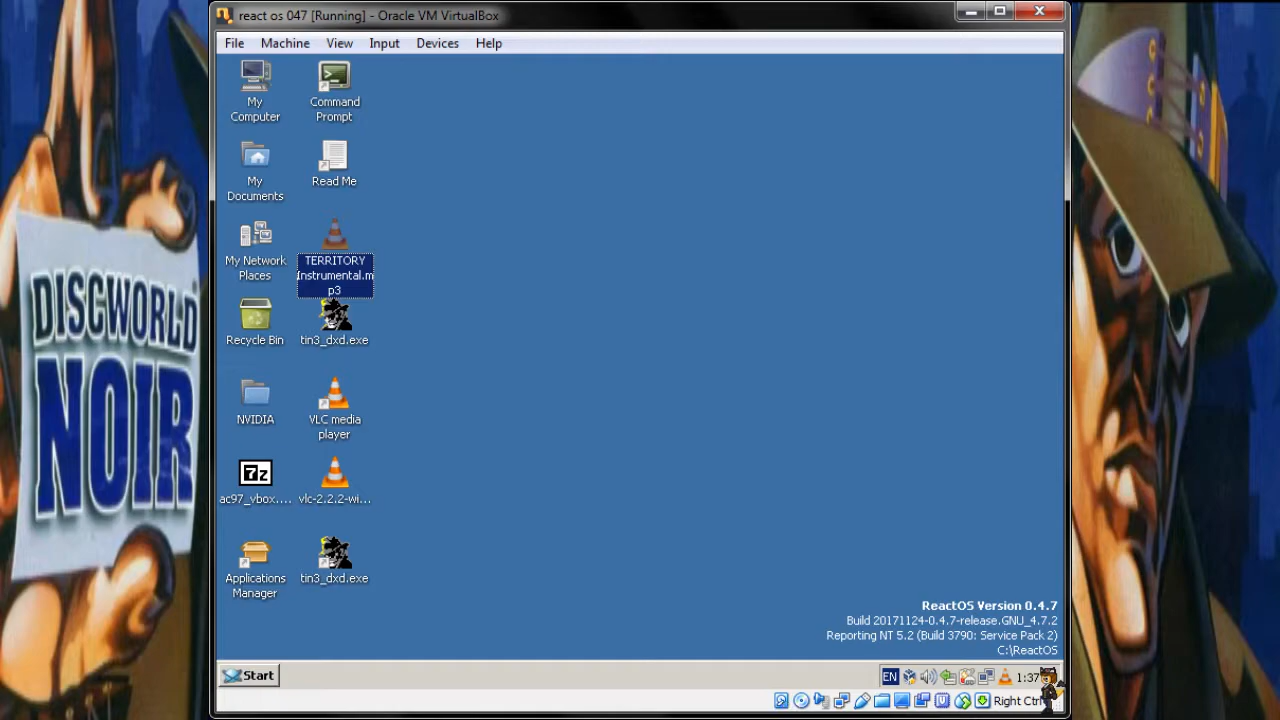 react os 047 [Running] - Oracle VM VirtualBox
File Machine View Input Devices Help
My
Computer
Command
Prompt
My
Documents
Read Me
My Network
Places
TERRITORY
Instrumental.m
p3
Recycle Bin
tin3_dxd.exe
NVIDIA
VLC media
player
7z
ac97_vbox....
vlc-2.2.2-wi...
Applications
Manager
tin3_dxd.exe
DISCWORLD
NOIR
ReactOS Version 0.4.7
Build 20171124-0.4.7-release.GNU_4.7.2
Reporting NT 5.2 (Build 3790: Service Pack 2)
C:\ReactOS
Start
EN
1:37
Right Ctrl